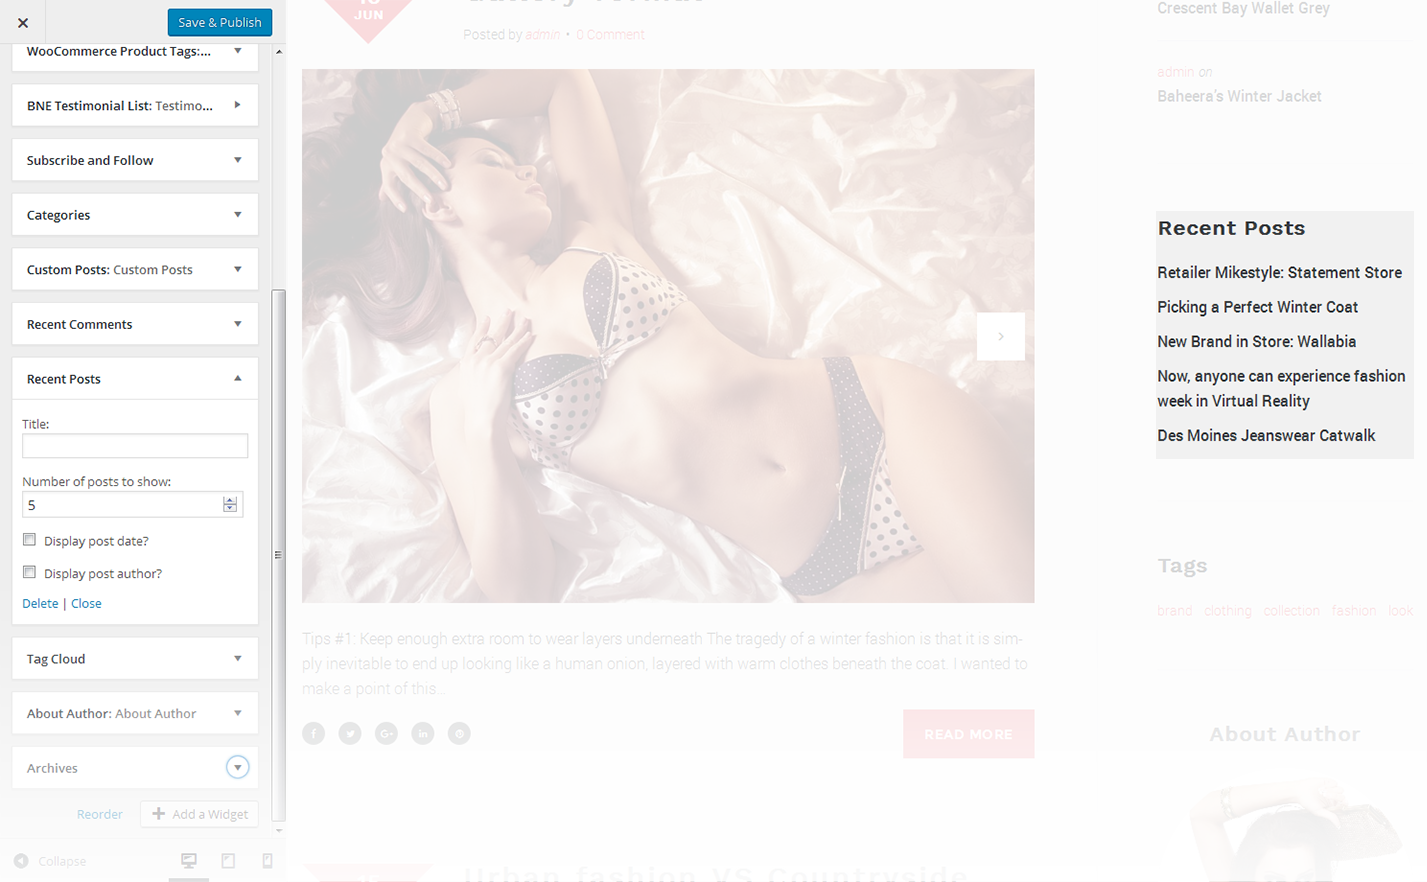 Save & Publish
WooCommerce Product Tags:...
BNE Testimonial List: Testimo...
Subscribe and Follow
Categories
Custom Posts: Custom Posts
Recent Comments
Recent Posts
Title:
Number of posts to show:
5
Display post date?
Display post author?
Delete | Close
Tag Cloud
About Author: About Author
Archives
Reorder
Add a Widget
Collapse
JUN
Posted by admin • 0 Comment
Tips #1: Keep enough extra room to wear layers underneath The tragedy of a winter fashion is that it is sim-
ply inevitable to end up looking like a human onion, layered with warm clothes beneath the coat. I wanted to
make a point of this...
READ MORE
Urban fashion VS Countryside
Crescent Bay Wallet Grey
admin on
Baheera's Winter Jacket
Recent Posts
Retailer Mikestyle: Statement Store
Picking a Perfect Winter Coat
New Brand in Store: Wallabia
Now, anyone can experience fashion
week in Virtual Reality
Des Moines Jeanswear Catwalk
Tags
brand clothing collection fashion look
About Author